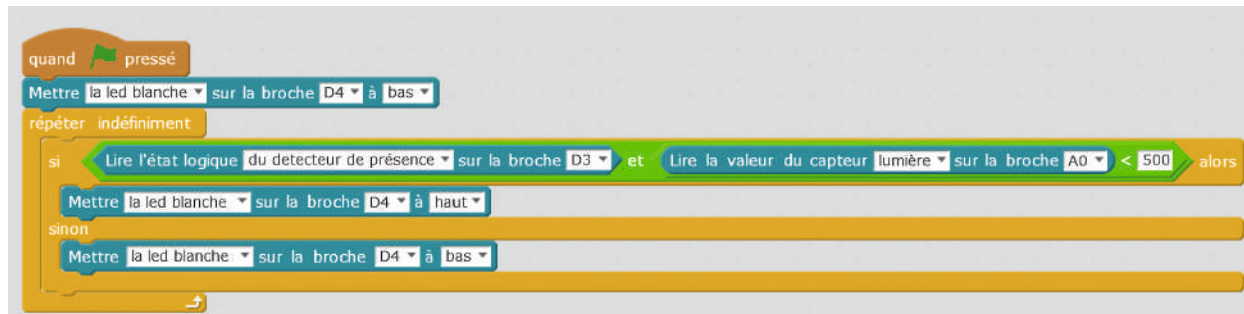 quand pressé
Mettre la led blanche sur la broche D4 à bas
répéter indéfiniment
si Lire l'état logique du detecteur de présence sur la broche D3 et Lire la valeur du capteur lumière sur la broche A0 < 500 alors
Mettre la led blanche sur la broche D4 à haut
sinon
Mettre la led blanche sur la broche D4 à bas